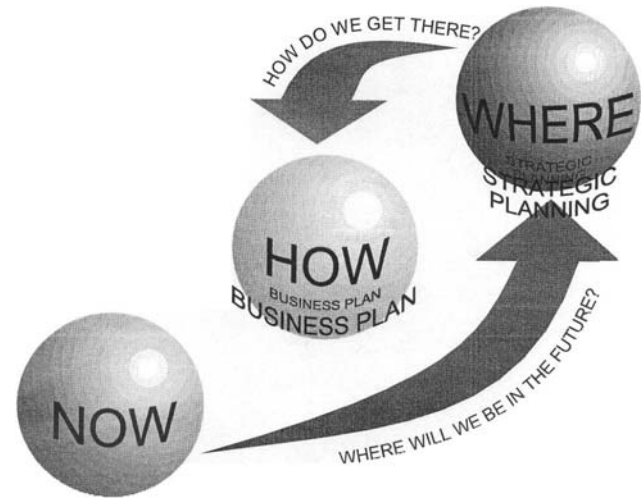 HOW DO WE GET THERE?
WHERE
STRATEGIC
PLANNING
STRATEGIC
PLANNING
HOW
BUSINESS PLAN
BUSINESS PLAN
NOW
WHERE WILL WE BE IN THE FUTURE?